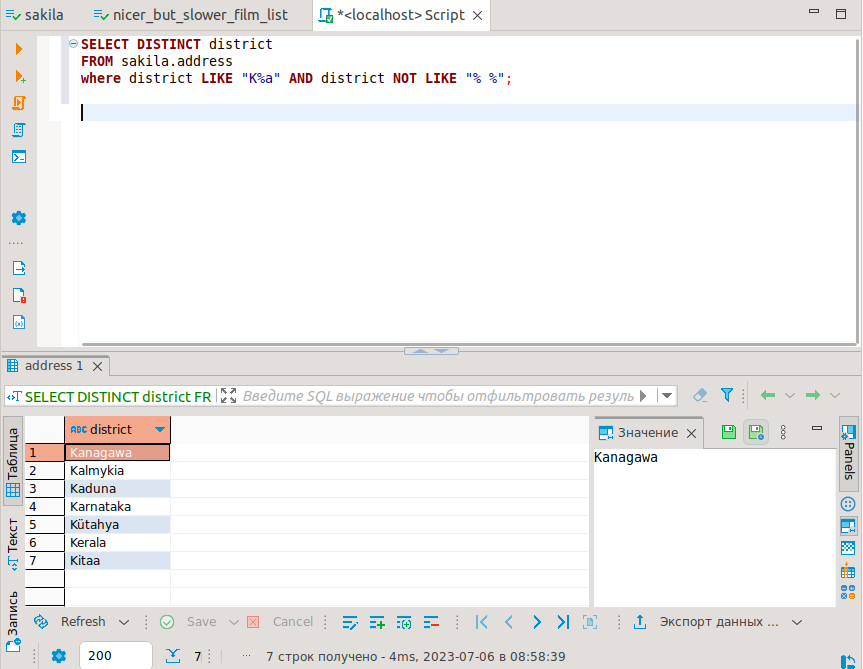 sakila nicer_but_slower_film_list *<localhost> Script
SELECT DISTINCT district
FROM sakila.address
where district LIKE "K%a" AND district NOT LIKE "% %";
address 1
SELECT DISTINCT district FR Введите SQL выражение чтобы отфильтровать резуль
Таблица
Текст
Запись
ABC district
1 Kanagawa
2 Kalmykia
3 Kaduna
4 Karnataka
5 Kütahya
6 Kerala
7 Kitaa
Значение
Kanagawa
Panels
Refresh Save Cancel Экспорт данных ...
200 7 ... 7 строк получено - 4ms, 2023-07-06 в 08:58:39